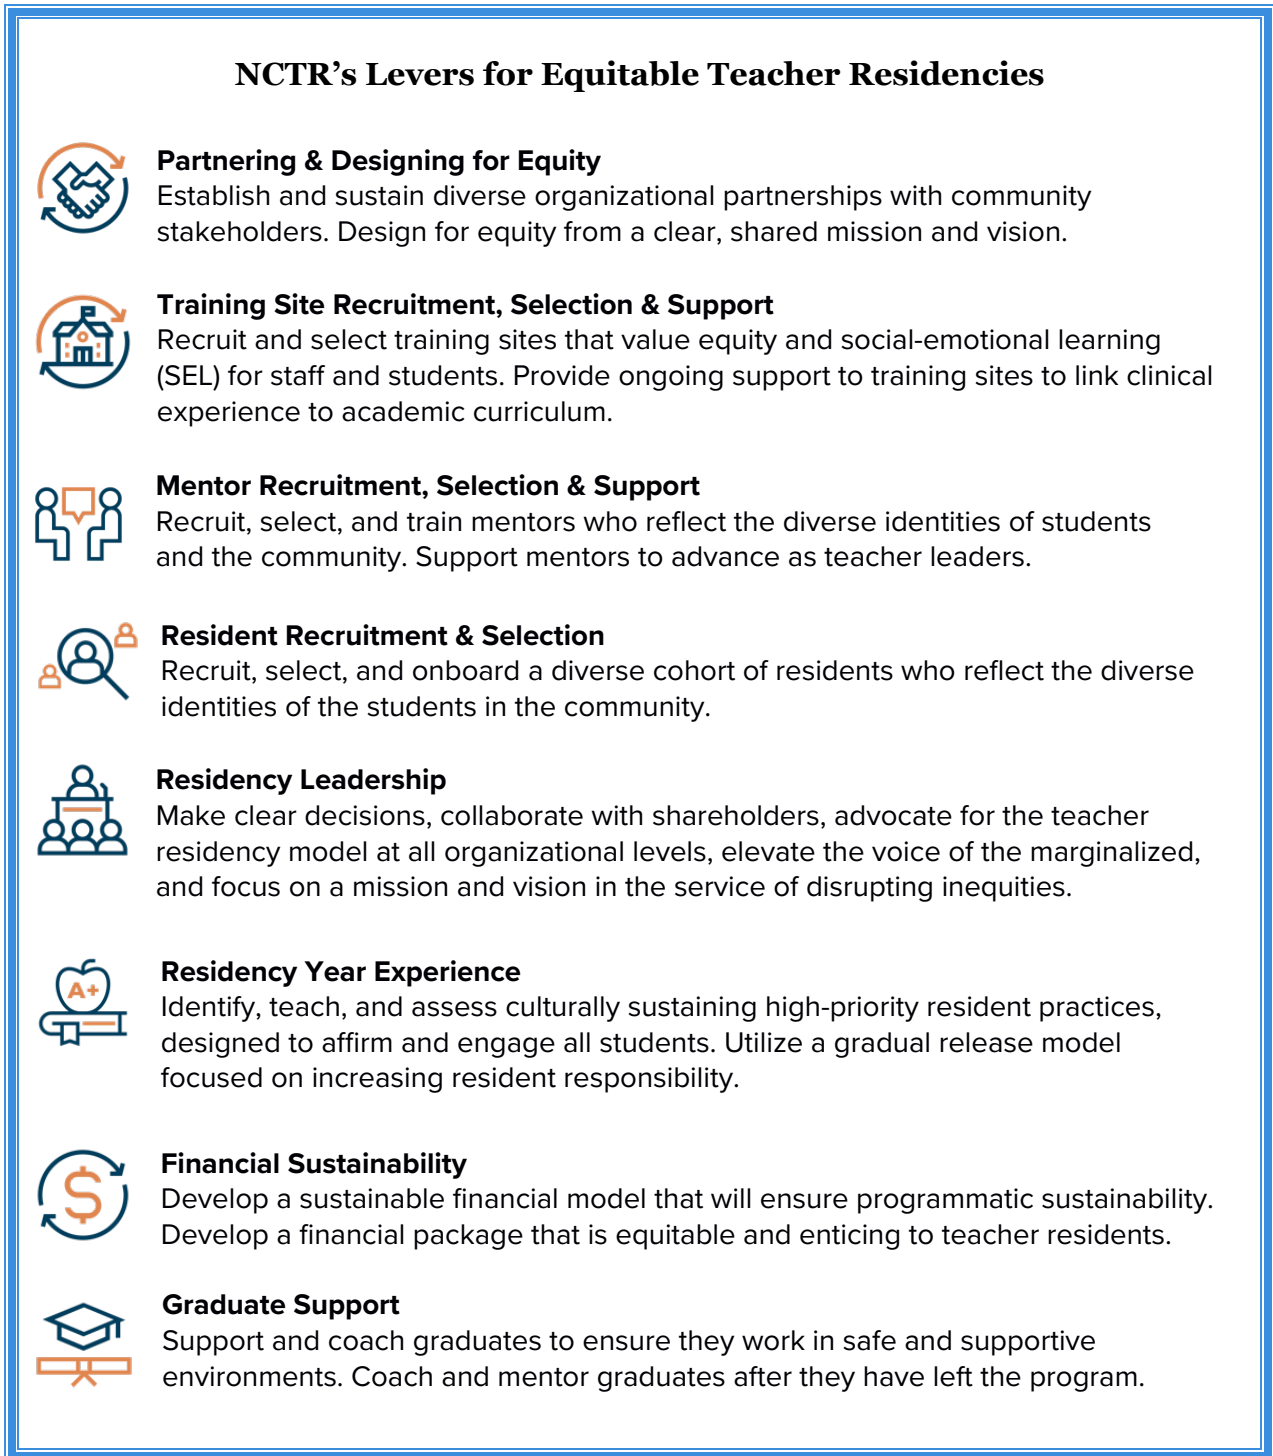 NCTR’s Levers for Equitable Teacher Residencies
Partnering & Designing for Equity
Establish and sustain diverse organizational partnerships with community
stakeholders. Design for equity from a clear, shared mission and vision.
Training Site Recruitment, Selection & Support
Recruit and select training sites that value equity and social-emotional learning
(SEL) for staff and students. Provide ongoing support to training sites to link clinical
experience to academic curriculum.
Mentor Recruitment, Selection & Support
Recruit, select, and train mentors who reflect the diverse identities of students
and the community. Support mentors to advance as teacher leaders.
Resident Recruitment & Selection
Recruit, select, and onboard a diverse cohort of residents who reflect the diverse
identities of the students in the community.
Residency Leadership
Make clear decisions, collaborate with shareholders, advocate for the teacher
residency model at all organizational levels, elevate the voice of the marginalized,
and focus on a mission and vision in the service of disrupting inequities.
A+
Residency Year Experience
Identify, teach, and assess culturally sustaining high-priority resident practices,
designed to affirm and engage all students. Utilize a gradual release model
focused on increasing resident responsibility.
$
Financial Sustainability
Develop a sustainable financial model that will ensure programmatic sustainability.
Develop a financial package that is equitable and enticing to teacher residents.
Graduate Support
Support and coach graduates to ensure they work in safe and supportive
environments. Coach and mentor graduates after they have left the program.